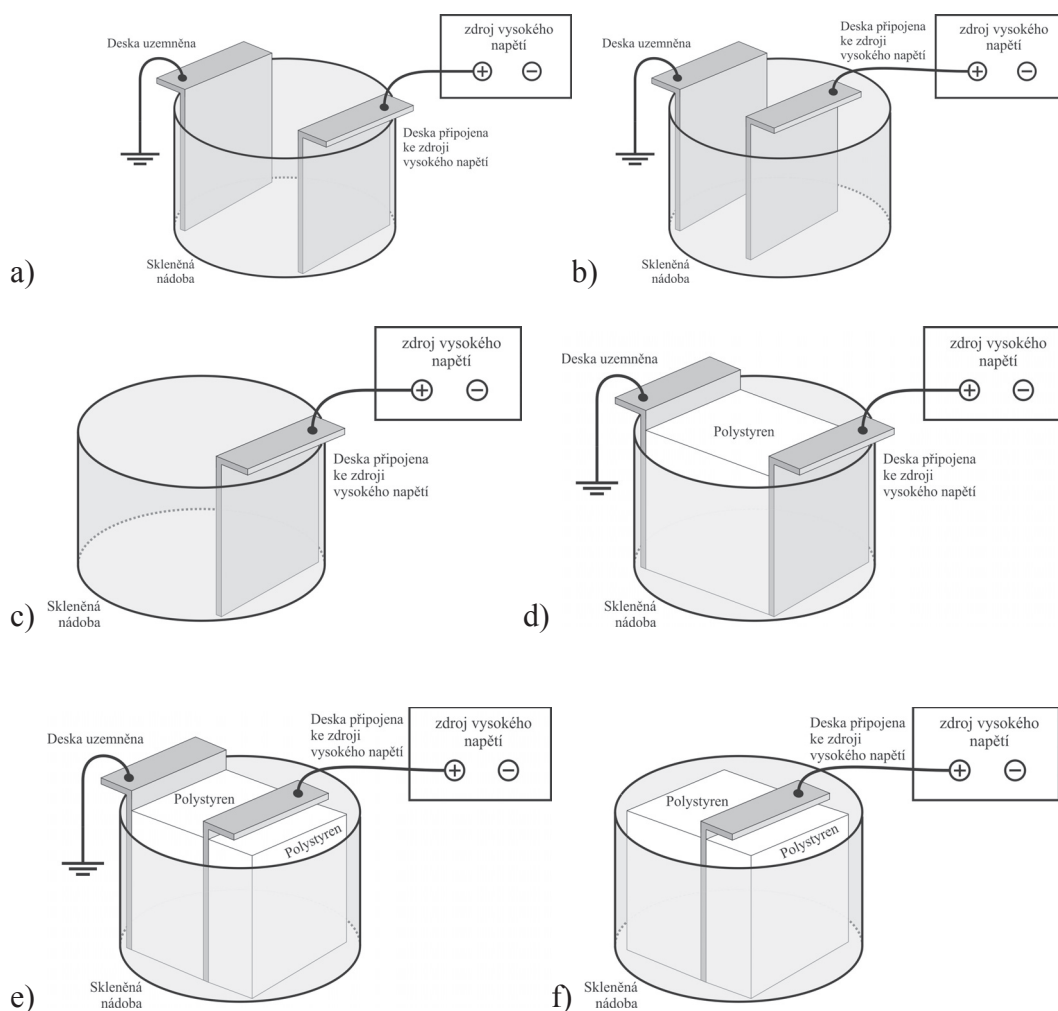 Deska uzemněna
zdroj vysokého
napětí
+ −
Deska připojena
ke zdroji
vysokého napětí
Skleněná
nádoba
a)
Deska uzemněna
Deska připojena
ke zdroji
vysokého napětí
zdroj vysokého
napětí
+ −
Skleněná
nádoba
b)
zdroj vysokého
napětí
+ −
Deska připojena
ke zdroji
vysokého napětí
Skleněná
nádoba
c)
Deska uzemněna
zdroj vysokého
napětí
+ −
Polystyren
Deska připojena
ke zdroji
vysokého napětí
Skleněná
nádoba
d)
Deska uzemněna
Deska připojena
ke zdroji
vysokého napětí
zdroj vysokého
napětí
+ −
Polystyren
Polystyren
Skleněná
nádoba
e)
Deska připojena
ke zdroji
vysokého napětí
zdroj vysokého
napětí
+ −
Polystyren
Polystyren
Skleněná
nádoba
f)